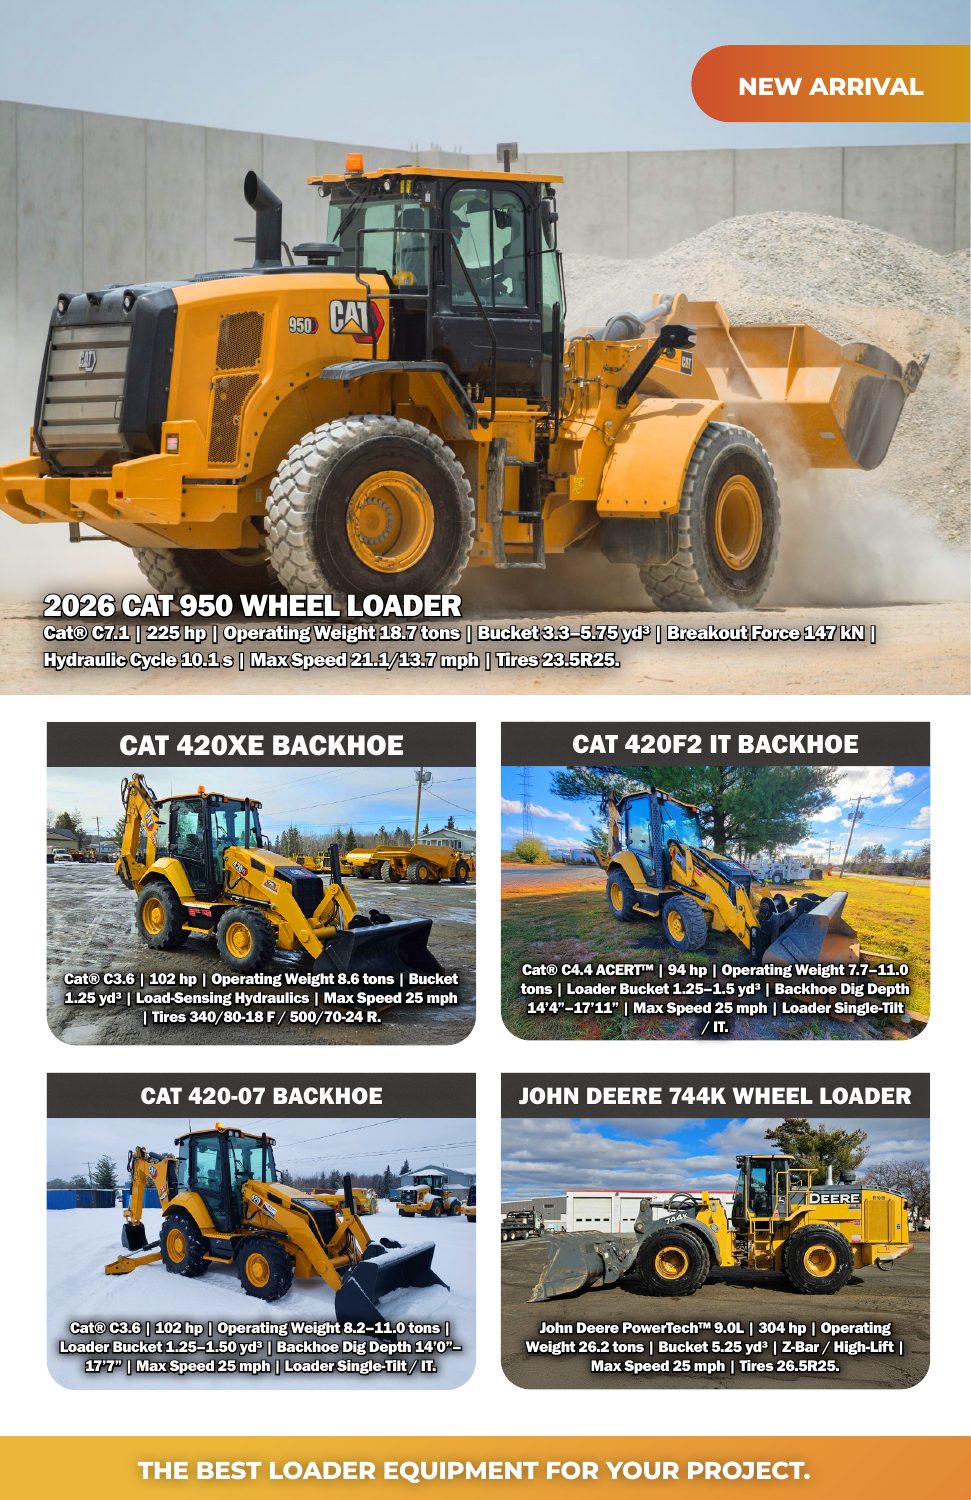 NEW ARRIVAL
950
CAT
CAT
CAT
2026 CAT 950 WHEEL LOADER
Cat® C7.1 | 225 hp | Operating Weight 18.7 tons | Bucket 3.3–5.75 yd³ | Breakout Force 147 kN |
Hydraulic Cycle 10.1 s | Max Speed 21.1/13.7 mph | Tires 23.5R25.
CAT 420XE BACKHOE
Cat® C3.6 | 102 hp | Operating Weight 8.6 tons | Bucket
1.25 yd³ | Load-Sensing Hydraulics | Max Speed 25 mph
| Tires 340/80-18 F / 500/70-24 R.
CAT 420F2 IT BACKHOE
Cat® C4.4 ACERT™ | 94 hp | Operating Weight 7.7–11.0
tons | Loader Bucket 1.25–1.5 yd³ | Backhoe Dig Depth
14’4”–17’11” | Max Speed 25 mph | Loader Single-Tilt
/ IT.
CAT 420-07 BACKHOE
Cat® C3.6 | 102 hp | Operating Weight 8.2–11.0 tons |
Loader Bucket 1.25–1.50 yd³ | Backhoe Dig Depth 14’0”–
17’7” | Max Speed 25 mph | Loader Single-Tilt / IT.
JOHN DEERE 744K WHEEL LOADER
DEERE
744K
John Deere PowerTech™ 9.0L | 304 hp | Operating
Weight 26.2 tons | Bucket 5.25 yd³ | Z-Bar / High-Lift |
Max Speed 25 mph | Tires 26.5R25.
THE BEST LOADER EQUIPMENT FOR YOUR PROJECT.